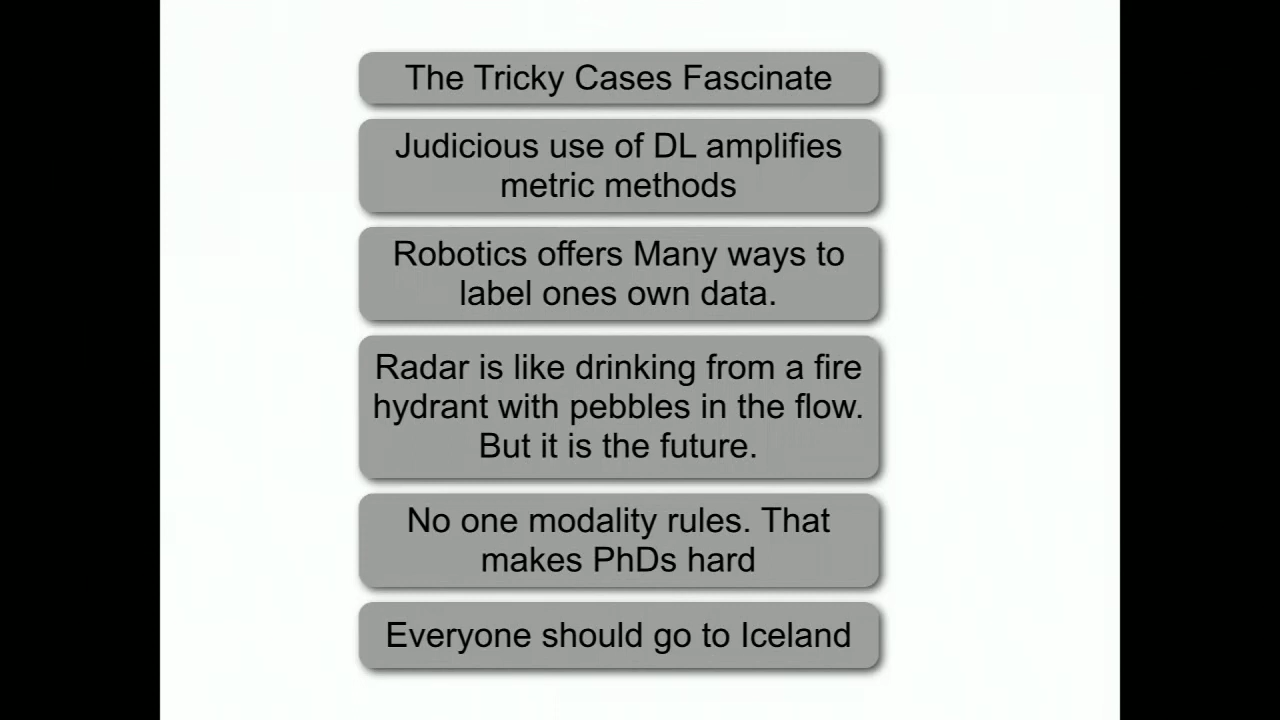 The Tricky Cases Fascinate
Judicious use of DL amplifies
metric methods
Robotics offers Many ways to
label ones own data.
Radar is like drinking from a fire
hydrant with pebbles in the flow.
But it is the future.
No one modality rules. That
makes PhDs hard
Everyone should go to Iceland